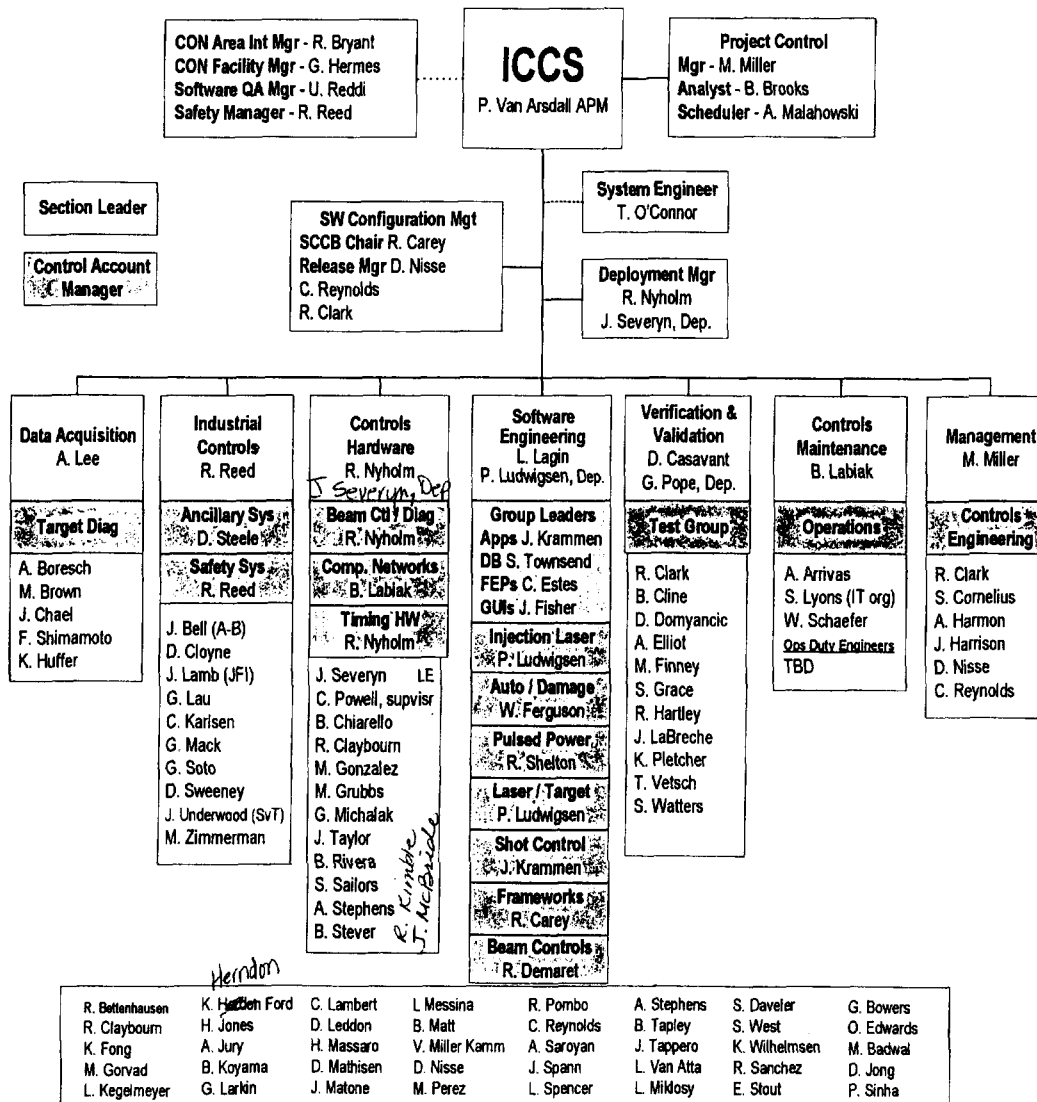 CON Area Int Mgr - R. Bryant
CON Facility Mgr - G. Hermes
Software QA Mgr - U. Reddi
Safety Manager - R. Reed
ICCS
P. Van Arsdall APM
Project Control
Mgr - M. Miller
Analyst - B. Brooks
Scheduler - A. Malahowski
Section Leader
Control Account
Manager
SW Configuration Mgt
SCCB Chair R. Carey
Release Mgr D. Nisse
C. Reynolds
R. Clark
System Engineer
T. O'Connor
Deployment Mgr
R. Nyholm
J. Severyn, Dep.
Data Acquisition
A. Lee
Target Diag
A. Boresch
M. Brown
J. Chael
F. Shimamoto
K. Huffer
Industrial
Controls
R. Reed
Ancillary Sys
D. Steele
Safety Sys
R. Reed
J. Bell (A-B)
D. Cloyne
J. Lamb (JFI)
G. Lau
C. Karlsen
G. Mack
G. Soto
D. Sweeney
J. Underwood (SvT)
M. Zimmerman
Controls
Hardware
R. Nyholm
J Severyn, Dep
Beam Ctl / Diag
R. Nyholm
Comp. Networks
B. Labiak
Timing HW
R. Nyholm
J. Severyn LE
C. Powell, supvisr
B. Chiarello
R. Claybourn
M. Gonzalez
M. Grubbs
G. Michalak
J. Taylor
B. Rivera
S. Sailors
A. Stephens
B. Stever
R. Kimble
J. McBride
Software
Engineering
L. Lagin
P. Ludwigsen, Dep.
Group Leaders
Apps J. Krammen
DB S. Townsend
FEPs C. Estes
GUIs J. Fisher
Injection Laser
P. Ludwigsen
Auto / Damage
W. Ferguson
Pulsed Power
R. Shelton
Laser / Target
P. Ludwigsen
Shot Control
J. Krammen
Frameworks
R. Carey
Beam Controls
R. Demaret
Verification &
Validation
D. Casavant
G. Pope, Dep.
Test Group
R. Clark
B. Cline
D. Domyancic
A. Elliot
M. Finney
S. Grace
R. Hartley
J. LaBreche
K. Pletcher
T. Vetsch
S. Watters
Controls
Maintenance
B. Labiak
Operations
A. Arrivas
S. Lyons (IT org)
W. Schaefer
Ops Duty Engineers
TBD
Management
M. Miller
Controls
Engineering
R. Clark
S. Cornelius
A. Harmon
J. Harrison
D. Nisse
C. Reynolds
Herndon
R. Bettenhausen K. Ford C. Lambert L Messina R. Pombo A. Stephens S. Daveler G. Bowers
R. Claybourn H. Jones D. Leddon B. Matt C. Reynolds B. Tapley S. West O. Edwards
K. Fong A. Jury H. Massaro V. Miller Kamm A. Saroyan J. Tappero K. Wilhelmsen M. Badwal
M. Gorvad B. Koyama D. Mathisen D. Nisse J. Spann L. Van Atta R. Sanchez D. Jong
L. Kegelmeyer G. Larkin J. Matone M. Perez L. Spencer L. Miklosy E. Stout P. Sinha